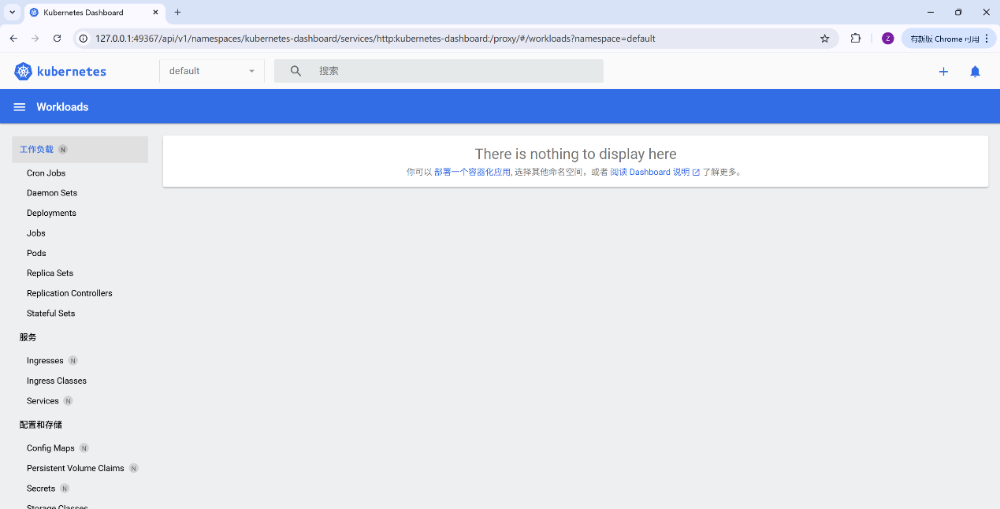 Kubernetes Dashboard
127.0.0.1:49367/api/v1/namespaces/kubernetes-dashboard/services/http:kubernetes-dashboard:/proxy/#/workloads?namespace=default
Z
有新版 Chrome 可用
kubernetes
default
搜索
Workloads
工作负载 N
Cron Jobs
Daemon Sets
Deployments
Jobs
Pods
Replica Sets
Replication Controllers
Stateful Sets
服务
Ingresses N
Ingress Classes
Services N
配置和存储
Config Maps N
Persistent Volume Claims N
Secrets N
Storage Classes
There is nothing to display here
你可以 部署一个容器化应用, 选择其他命名空间，或者 阅读 Dashboard 说明 了解更多。